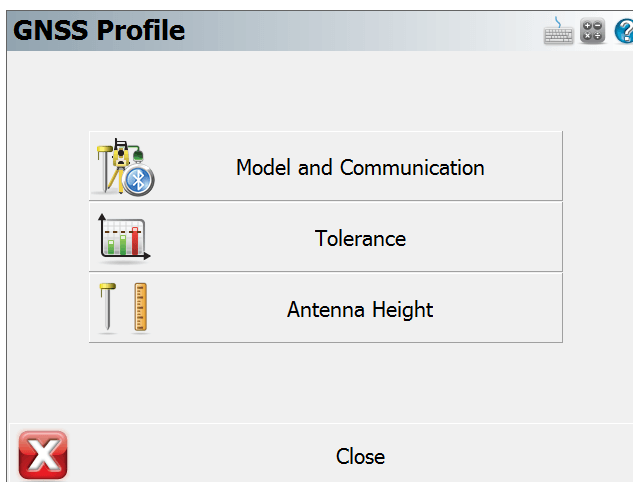 GNSS Profile
Model and Communication
Tolerance
Antenna Height
Close